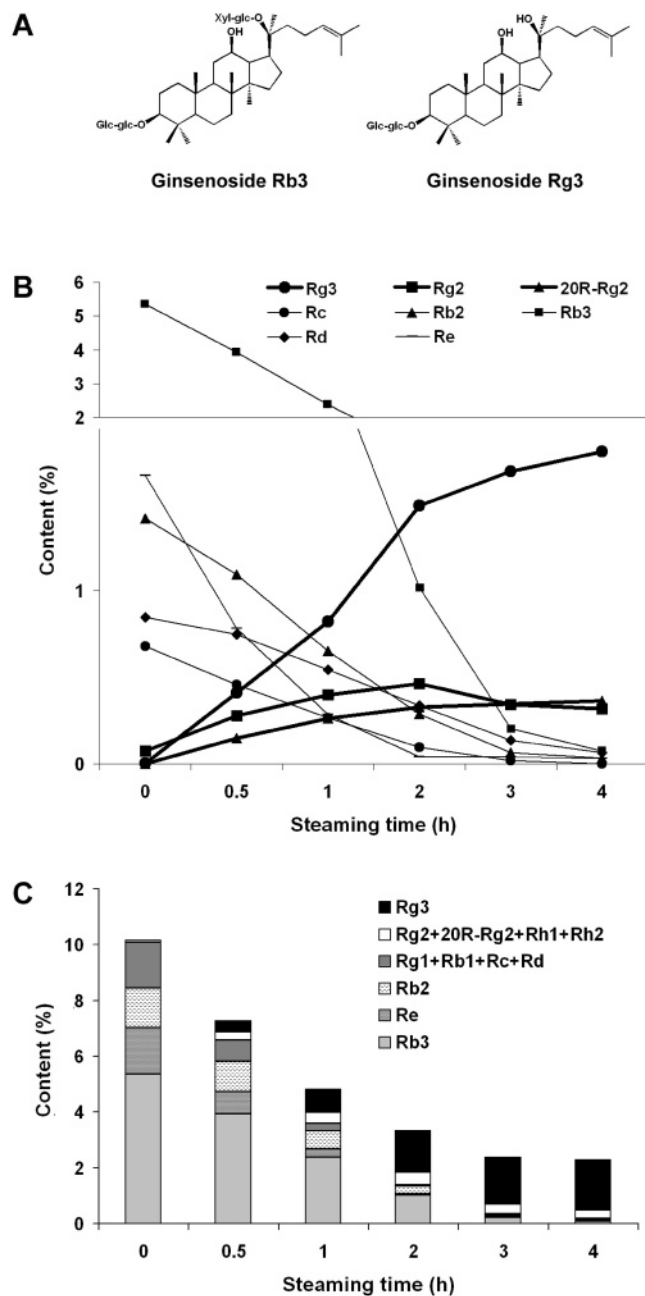 A
Xyl-glc-O
OH
Glc-glc-O
Ginsenoside Rb3
HO
OH
Glc-glc-O
Ginsenoside Rg3
B
Rg3 Rg2 20R-Rg2
Rc Rb2 Rb3
Rd Re
6
5
4
3
2
1
0
Content (%)
0 0.5 1 2 3 4
Steaming time (h)
C
12
10
8
6
4
2
0
Content (%)
Rg3
Rg2+20R-Rg2+Rh1+Rh2
Rg1+Rb1+Rc+Rd
Rb2
Re
Rb3
0 0.5 1 2 3 4
Steaming time (h)